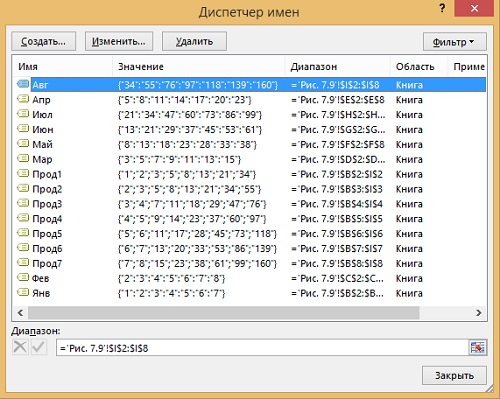 Диспетчер имен
? ×
Создать... Изменить... Удалить Фильтр
Имя Значение Диапазон Область Приме
Авг {"34":"55":"76":"97":"118":"139":"160"} ='Рис. 7.9'!$I$2:$I$8 Книга
Апр {"5":"8":"11":"14":"17":"20":"23"} ='Рис. 7.9'!$E$2:$E$8 Книга
Июл {"21":"34":"47":"60":"73":"86":"99"} ='Рис. 7.9'!$H$2:$H... Книга
Июн {"13":"21":"29":"37":"45":"53":"61"} ='Рис. 7.9'!$G$2:$G... Книга
Май {"8":"13":"18":"23":"28":"33":"38"} ='Рис. 7.9'!$F$2:$F$8 Книга
Мар {"3":"5":"7":"9":"11":"13":"15"} ='Рис. 7.9'!$D$2:$D... Книга
Прод1 {"1";"2";"3";"5";"8";"13";"21";"34"} ='Рис. 7.9'!$B$2:$I$2 Книга
Прод2 {"2";"3";"5";"8";"13";"21";"34";"55"} ='Рис. 7.9'!$B$3:$I$3 Книга
Прод3 {"3";"4";"7";"11";"18";"29";"47";"76"} ='Рис. 7.9'!$B$4:$I$4 Книга
Прод4 {"4";"5";"9";"14";"23";"37";"60";"97"} ='Рис. 7.9'!$B$5:$I$5 Книга
Прод5 {"5";"6";"11";"17";"28";"45";"73";"118"} ='Рис. 7.9'!$B$6:$I$6 Книга
Прод6 {"6";"7";"13";"20";"33";"53";"86";"139"} ='Рис. 7.9'!$B$7:$I$7 Книга
Прод7 {"7";"8";"15";"23";"38";"61";"99";"160"} ='Рис. 7.9'!$B$8:$I$8 Книга
Фев {"2":"3":"4":"5":"6":"7":"8"} ='Рис. 7.9'!$C$2:$C... Книга
Янв {"1":"2":"3":"4":"5":"6":"7"} ='Рис. 7.9'!$B$2:$B... Книга
Диапазон:
='Рис. 7.9'!$I$2:$I$8
Закрыть